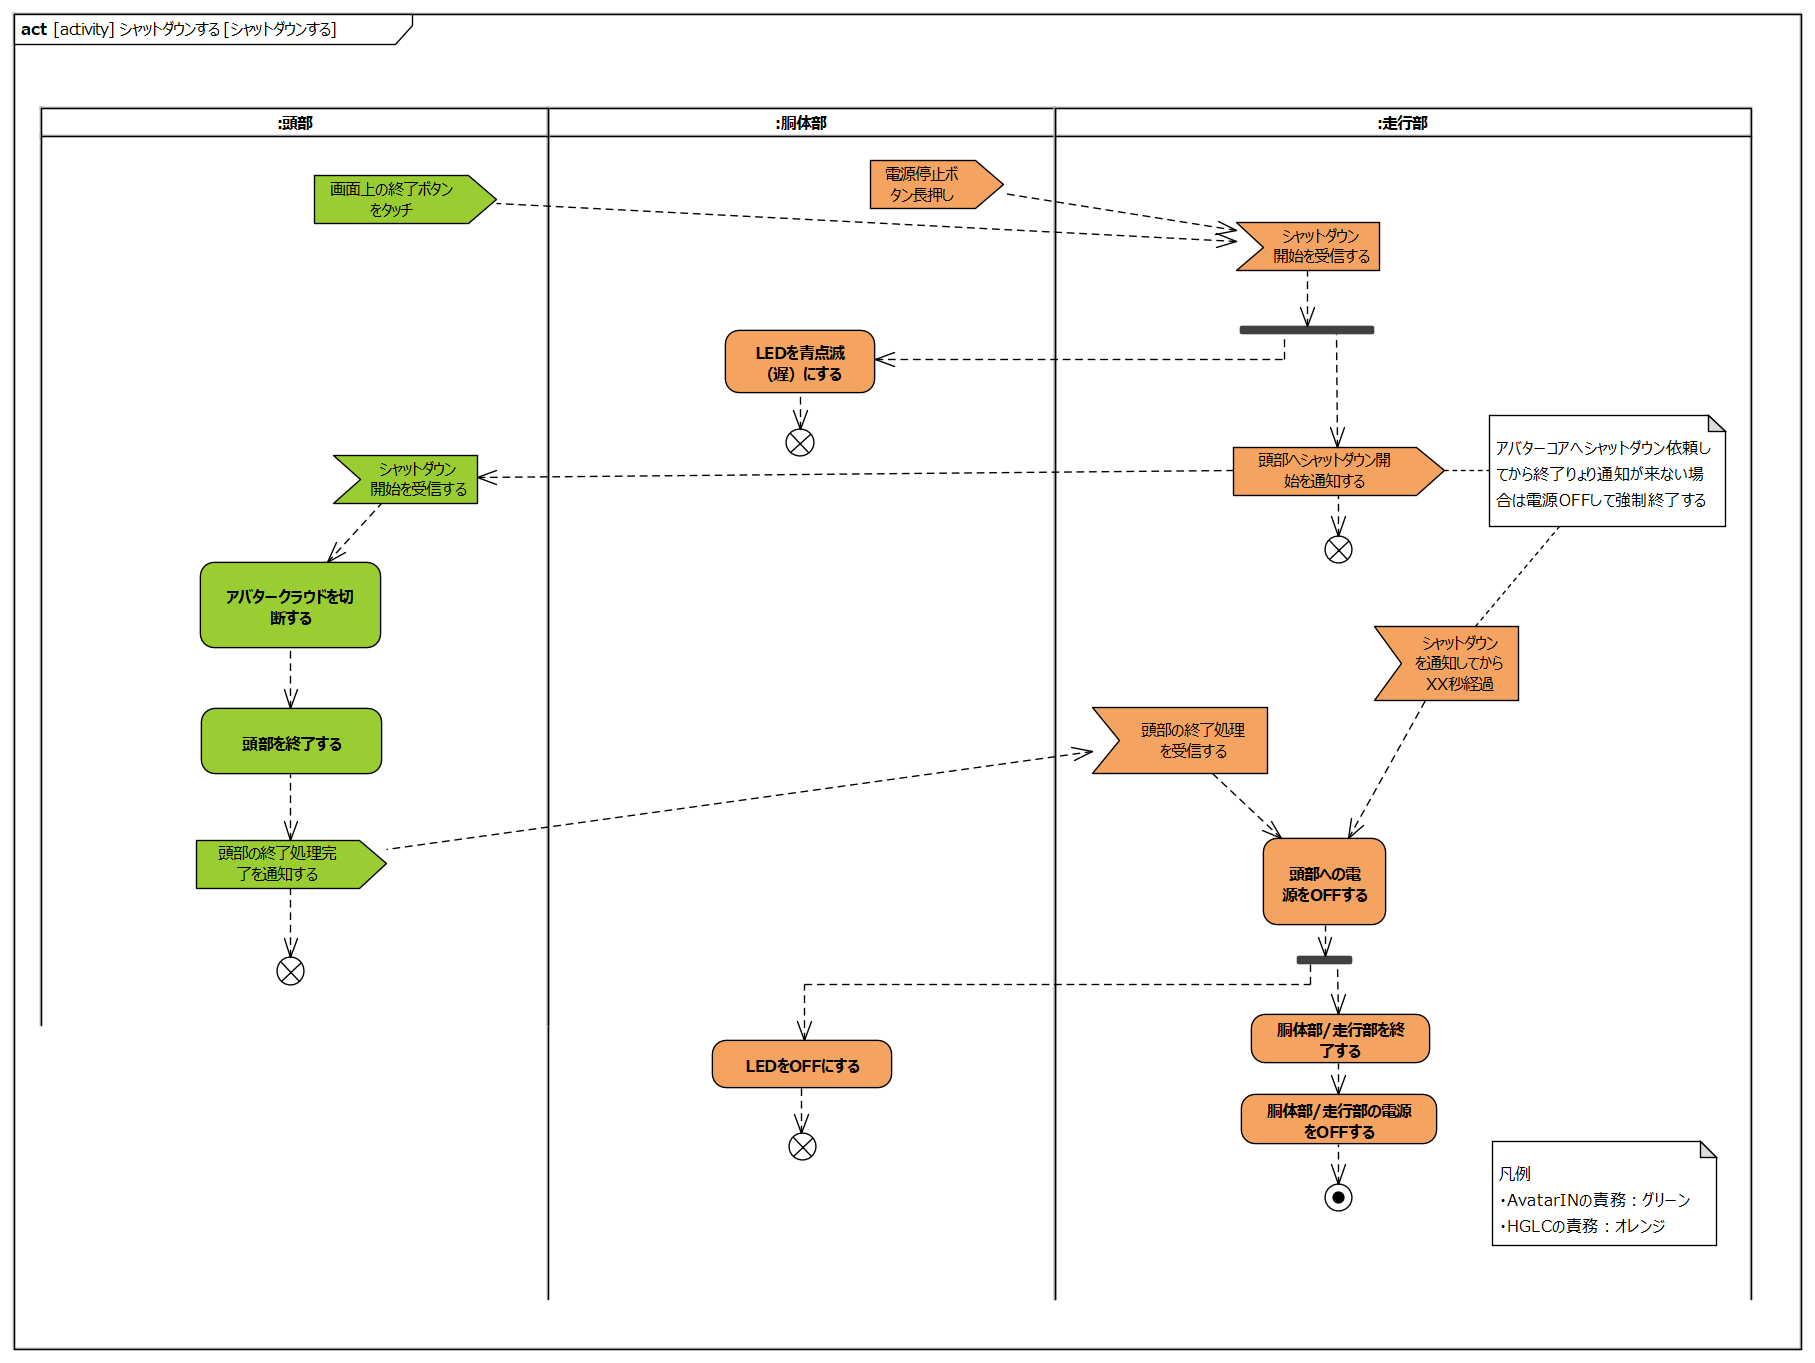 act [activity] シャットダウンする [シャットダウンする]
:頭部
:胴体部
:走行部
画面上の終了ボタン
をタッチ
電源停止ボ
タン長押し
シャットダウン
開始を受信する
LEDを青点滅
（遅）にする
シャットダウン
開始を受信する
頭部へシャットダウン開
始を通知する
アバターコアへシャットダウン依頼し
てから終了りょり通知が来ない場
合は電源OFFして強制終了する
アバタークラウドを切
断する
シャットダウン
を通知してから
XX秒経過
頭部を終了する
頭部の終了処理
を受信する
頭部の終了処理完
了を通知する
頭部への電
源をOFFする
胴体部/走行部を終
了する
LEDをOFFにする
胴体部/走行部の電源
をOFFする
凡例
・AvatarINの責務：グリーン
・HGLCの責務：オレンジ